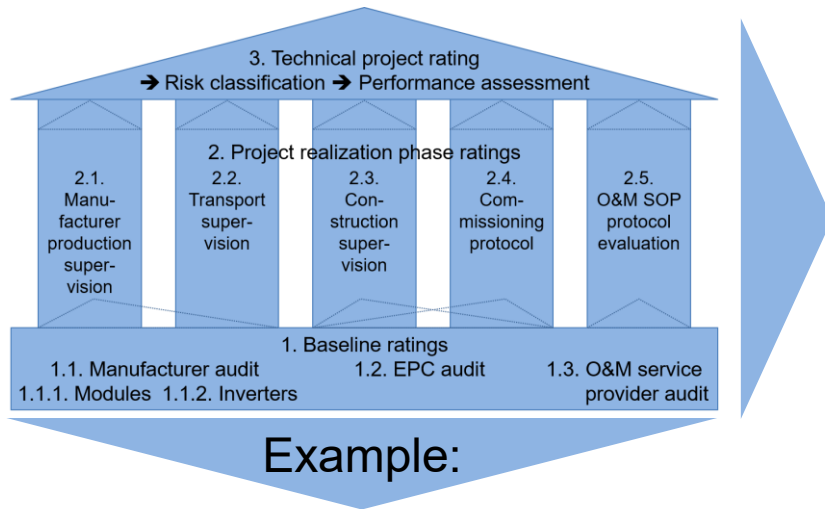 3. Technical project rating
➔ Risk classification ➔ Performance assessment
2. Project realization phase ratings
2.1.
Manu-
facturer
production
super-
vision
2.2.
Transport
super-
vision
2.3.
Con-
struction
super-
vision
2.4.
Com-
missioning
protocol
2.5.
O&M SOP
protocol
evaluation
1. Baseline ratings
1.1. Manufacturer audit
1.1.1. Modules 1.1.2. Inverters
1.2. EPC audit
1.3. O&M service
provider audit
Example: